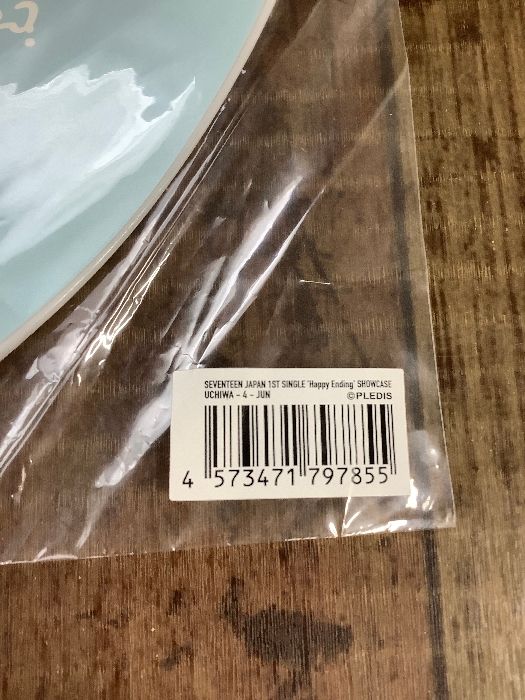 SEVENTEEN JAPAN 1ST SINGLE 'Happy Ending' SHOWCASE
UCHIWA - 4 - JUN ©PLEDIS
4 573471 797855